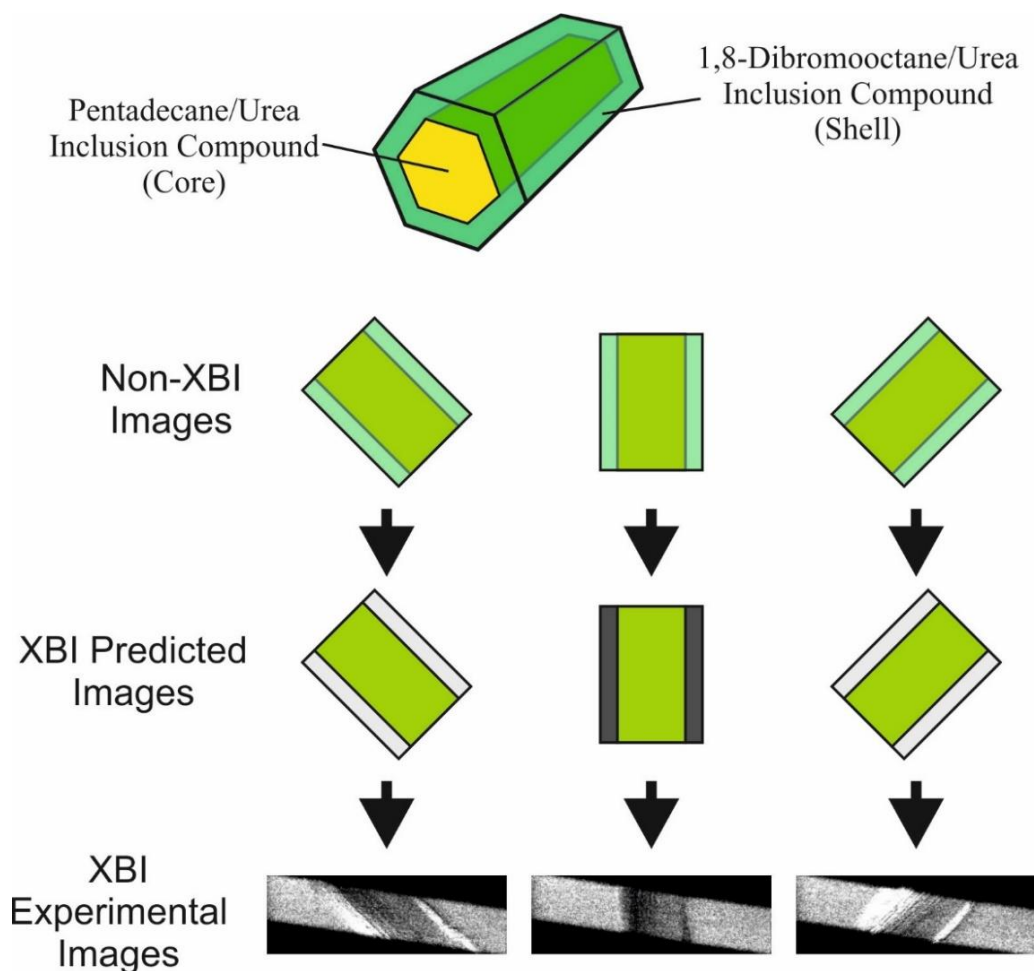 Pentadecane/Urea
Inclusion Compound
(Core)
1,8-Dibromooctane/Urea
Inclusion Compound
(Shell)
Non-XBI
Images
XBI Predicted
Images
XBI
Experimental
Images